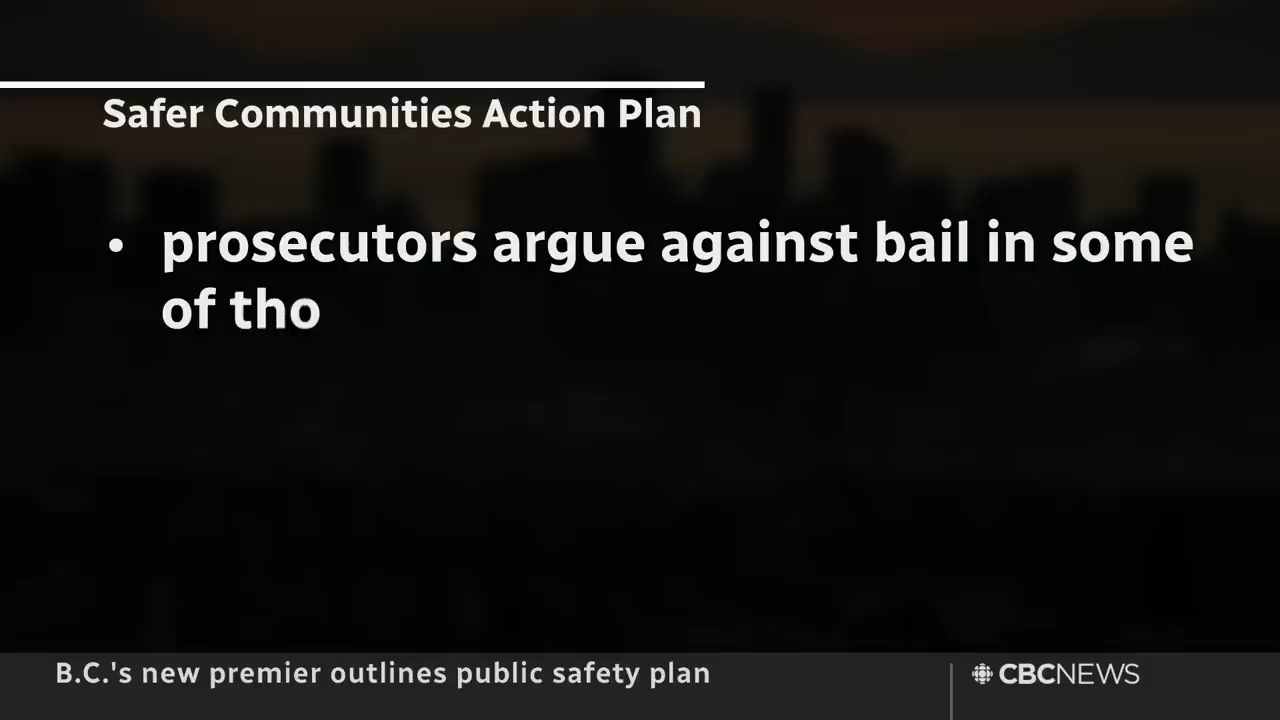 Safer Communities Action Plan
• prosecutors argue against bail in some
of tho
B.C.'s new premier outlines public safety plan
CBCNEWS